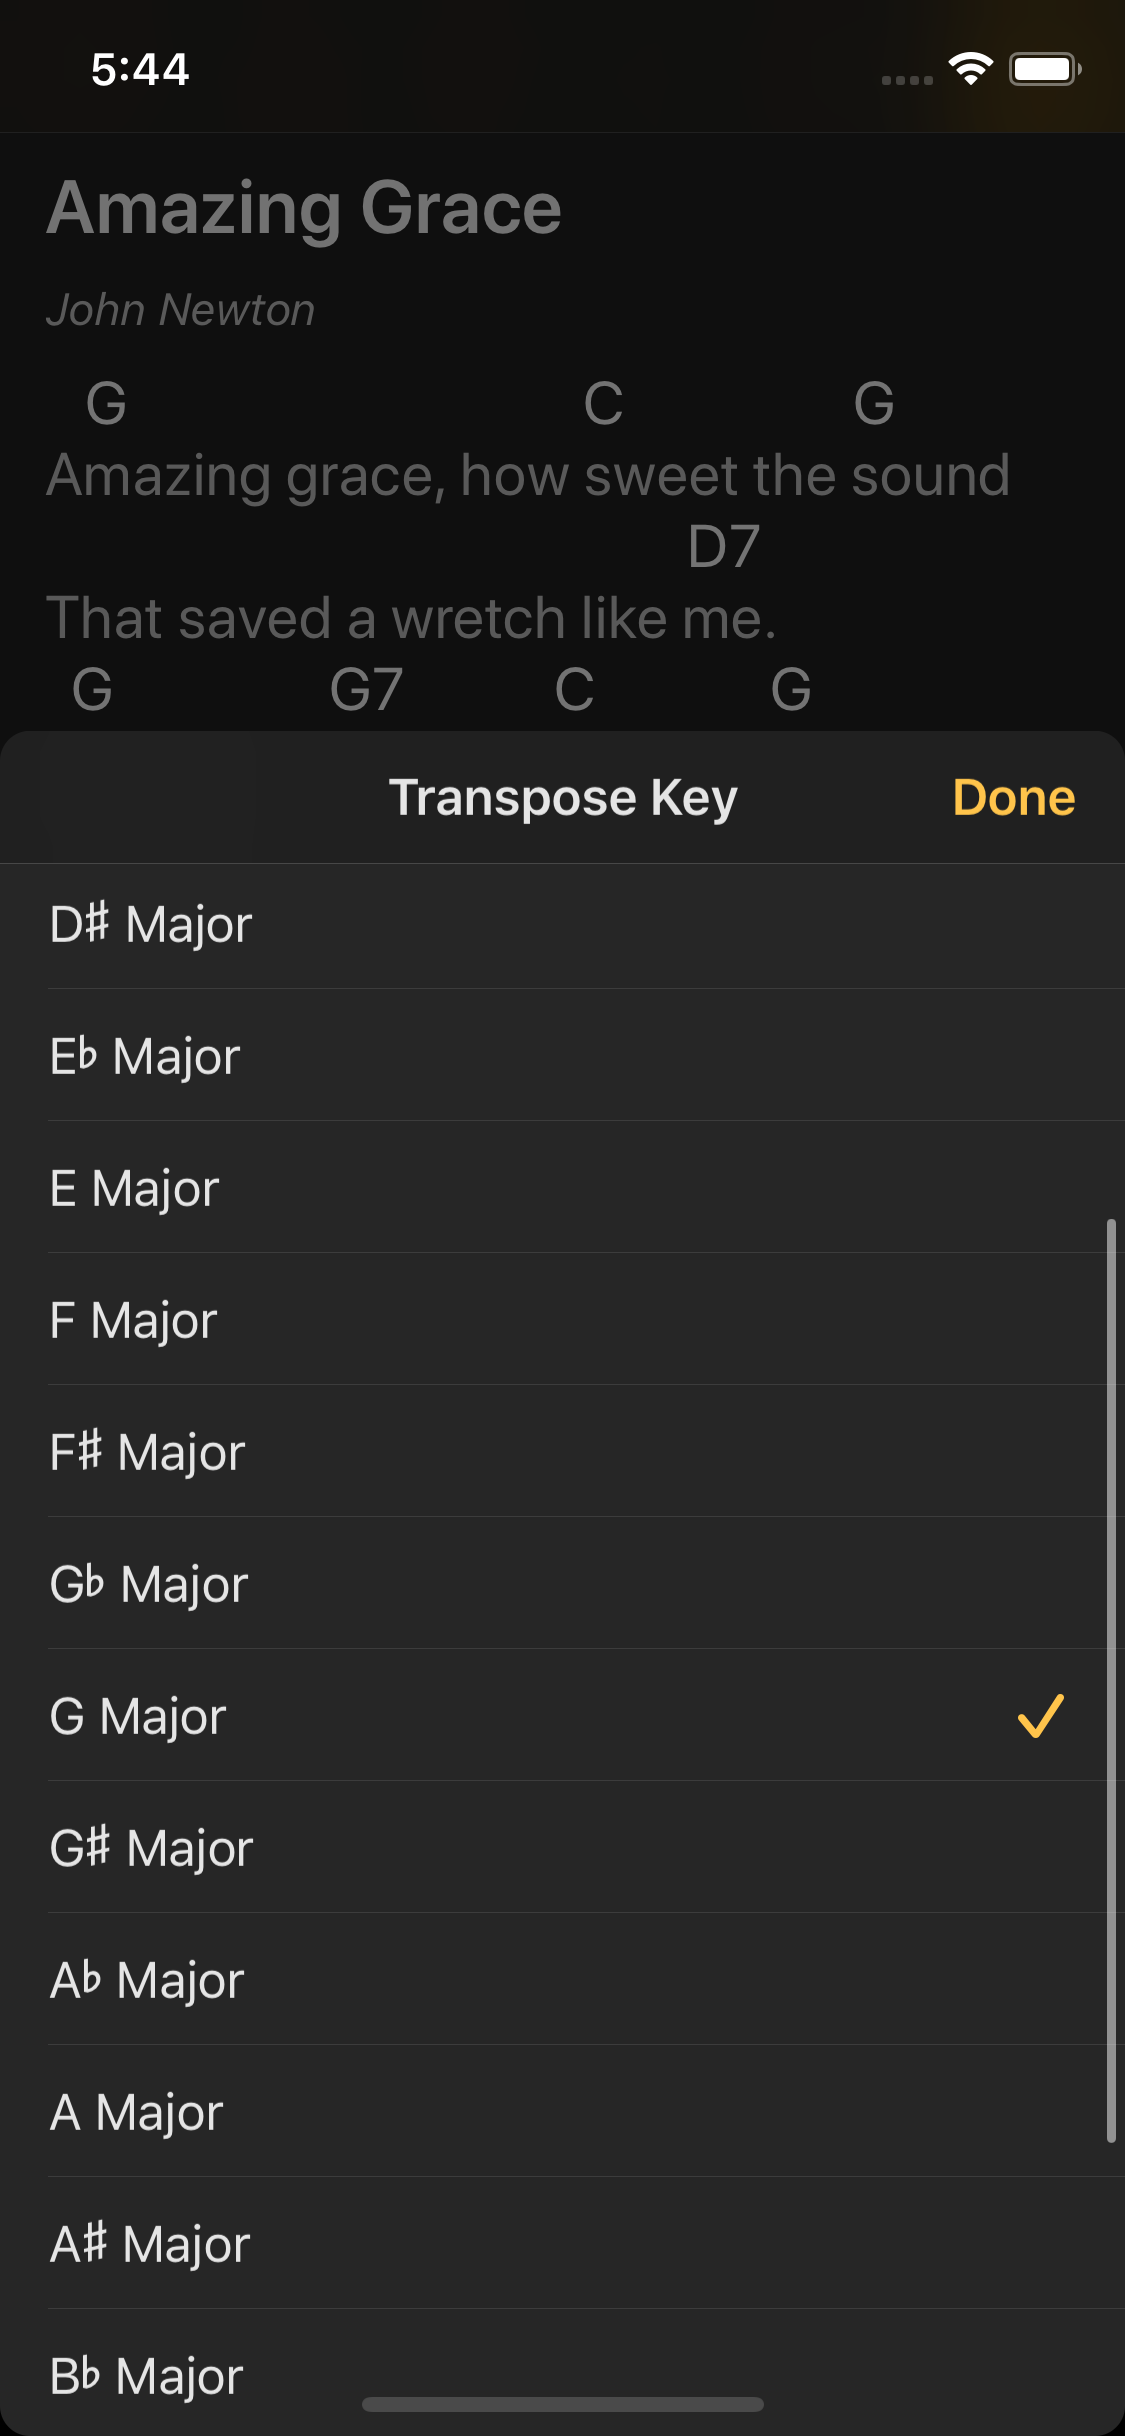 5:44
Amazing Grace
John Newton
G C G
Amazing grace, how sweet the sound
D7
That saved a wretch like me.
G G7 C G
Transpose Key Done
D♯ Major
E♭ Major
E Major
F Major
F♯ Major
G♭ Major
G Major
G♯ Major
A♭ Major
A Major
A♯ Major
B♭ Major